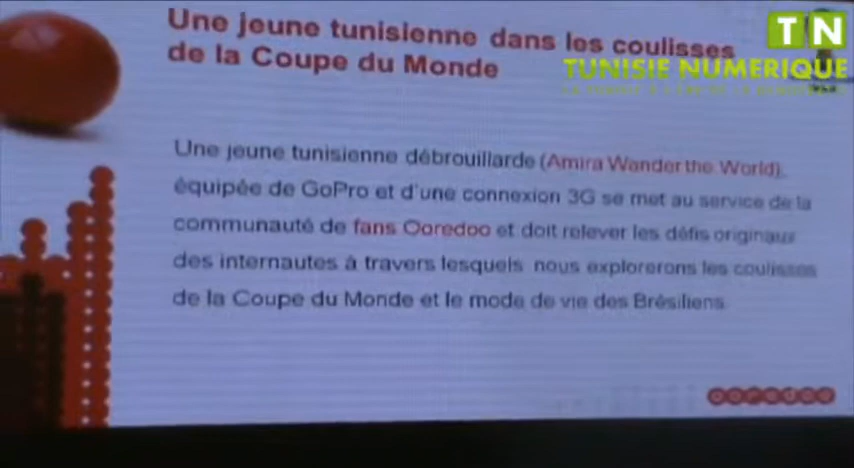 Une jeune tunisienne dans les coulisses
de la Coupe du Monde
TN
TUNISIE NUMERIQUE
Une jeune tunisienne débrouillarde (Amira Wander the World),
équipée de GoPro et d'une connexion 3G se met au service de la
communauté de fans Ooredoo et doit relever les défis originaux
des internautes à travers lesquels nous explorerons les coulisses
de la Coupe du Monde et le mode de vie des Brésiliens
ooredoo